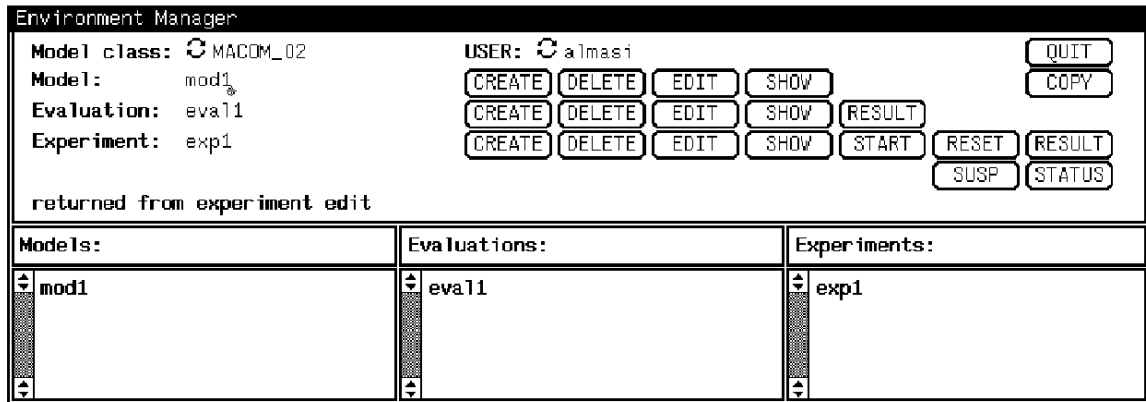 Environment Manager
Model class: MACOM_02 USER: almasi QUIT
Model: mod1 CREATE DELETE EDIT SHOW COPY
Evaluation: eval1 CREATE DELETE EDIT SHOW RESULT
Experiment: exp1 CREATE DELETE EDIT SHOW START RESET RESULT
SUSP STATUS
returned from experiment edit
Models: Evaluations: Experiments:
mod1 eval1 exp1